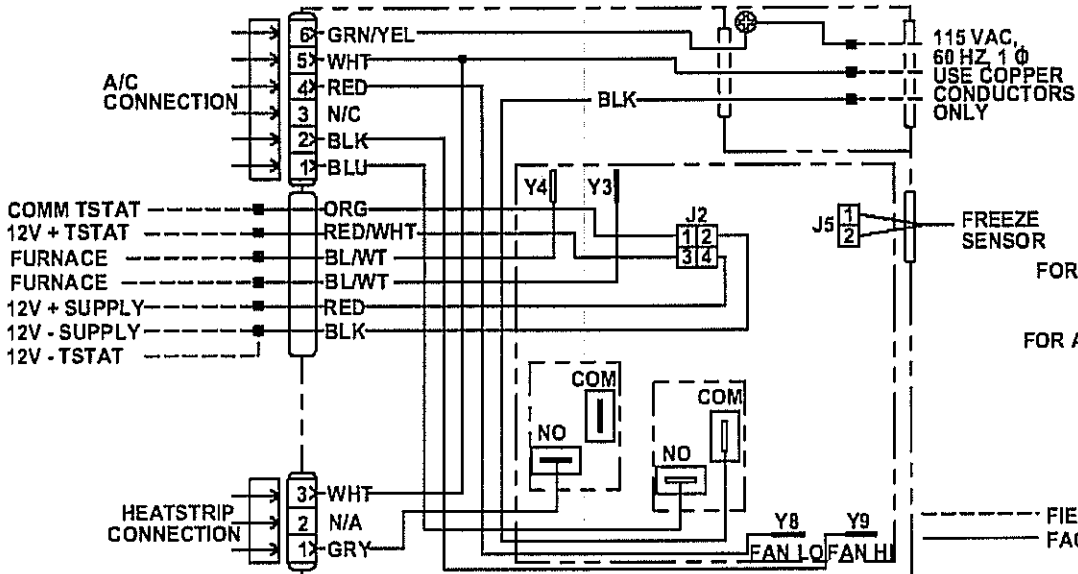 6 GRN/YEL
5 WHT
4 RED
3 N/C
2 BLK
1 BLU
A/C
CONNECTION
BLK
115 VAC,
60 HZ, 1 Φ
USE COPPER
CONDUCTORS
ONLY
Y4
Y3
J2
1 2
3 4
J5
1
2
FREEZE
SENSOR
COMM TSTAT
ORG
12V + TSTAT
RED/WHT
FURNACE
BL/WT
FURNACE
BL/WT
12V + SUPPLY
RED
12V - SUPPLY
BLK
12V - TSTAT
FOR
FOR A
COM
NO
COM
NO
HEATSTRIP
CONNECTION
3 WHT
2 N/A
1 GRY
Y8
FAN LO
Y9
FAN HI
FIE
FAC